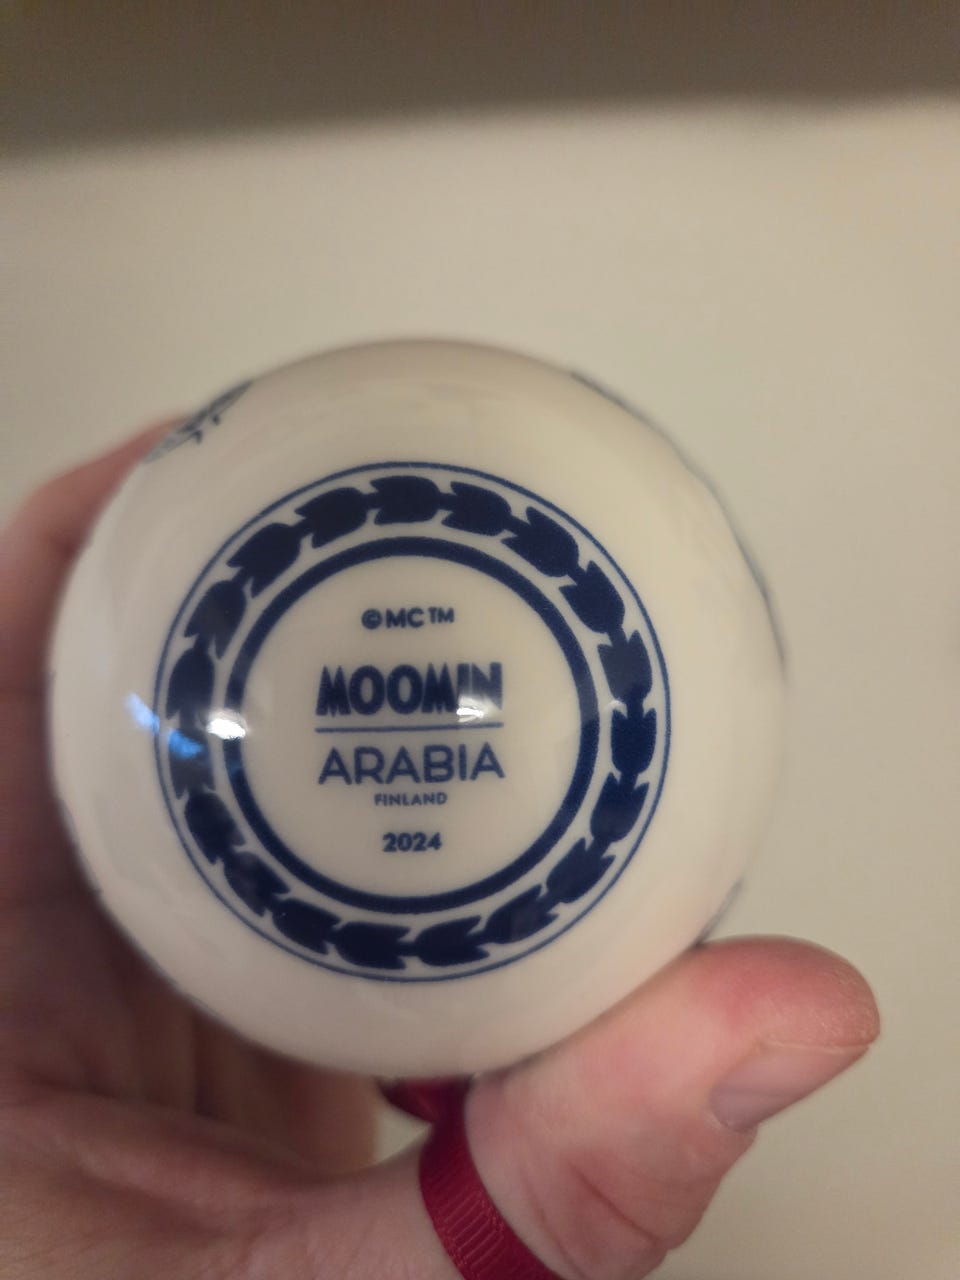 ©MC™
MOOMIN
ARABIA
FINLAND
2024